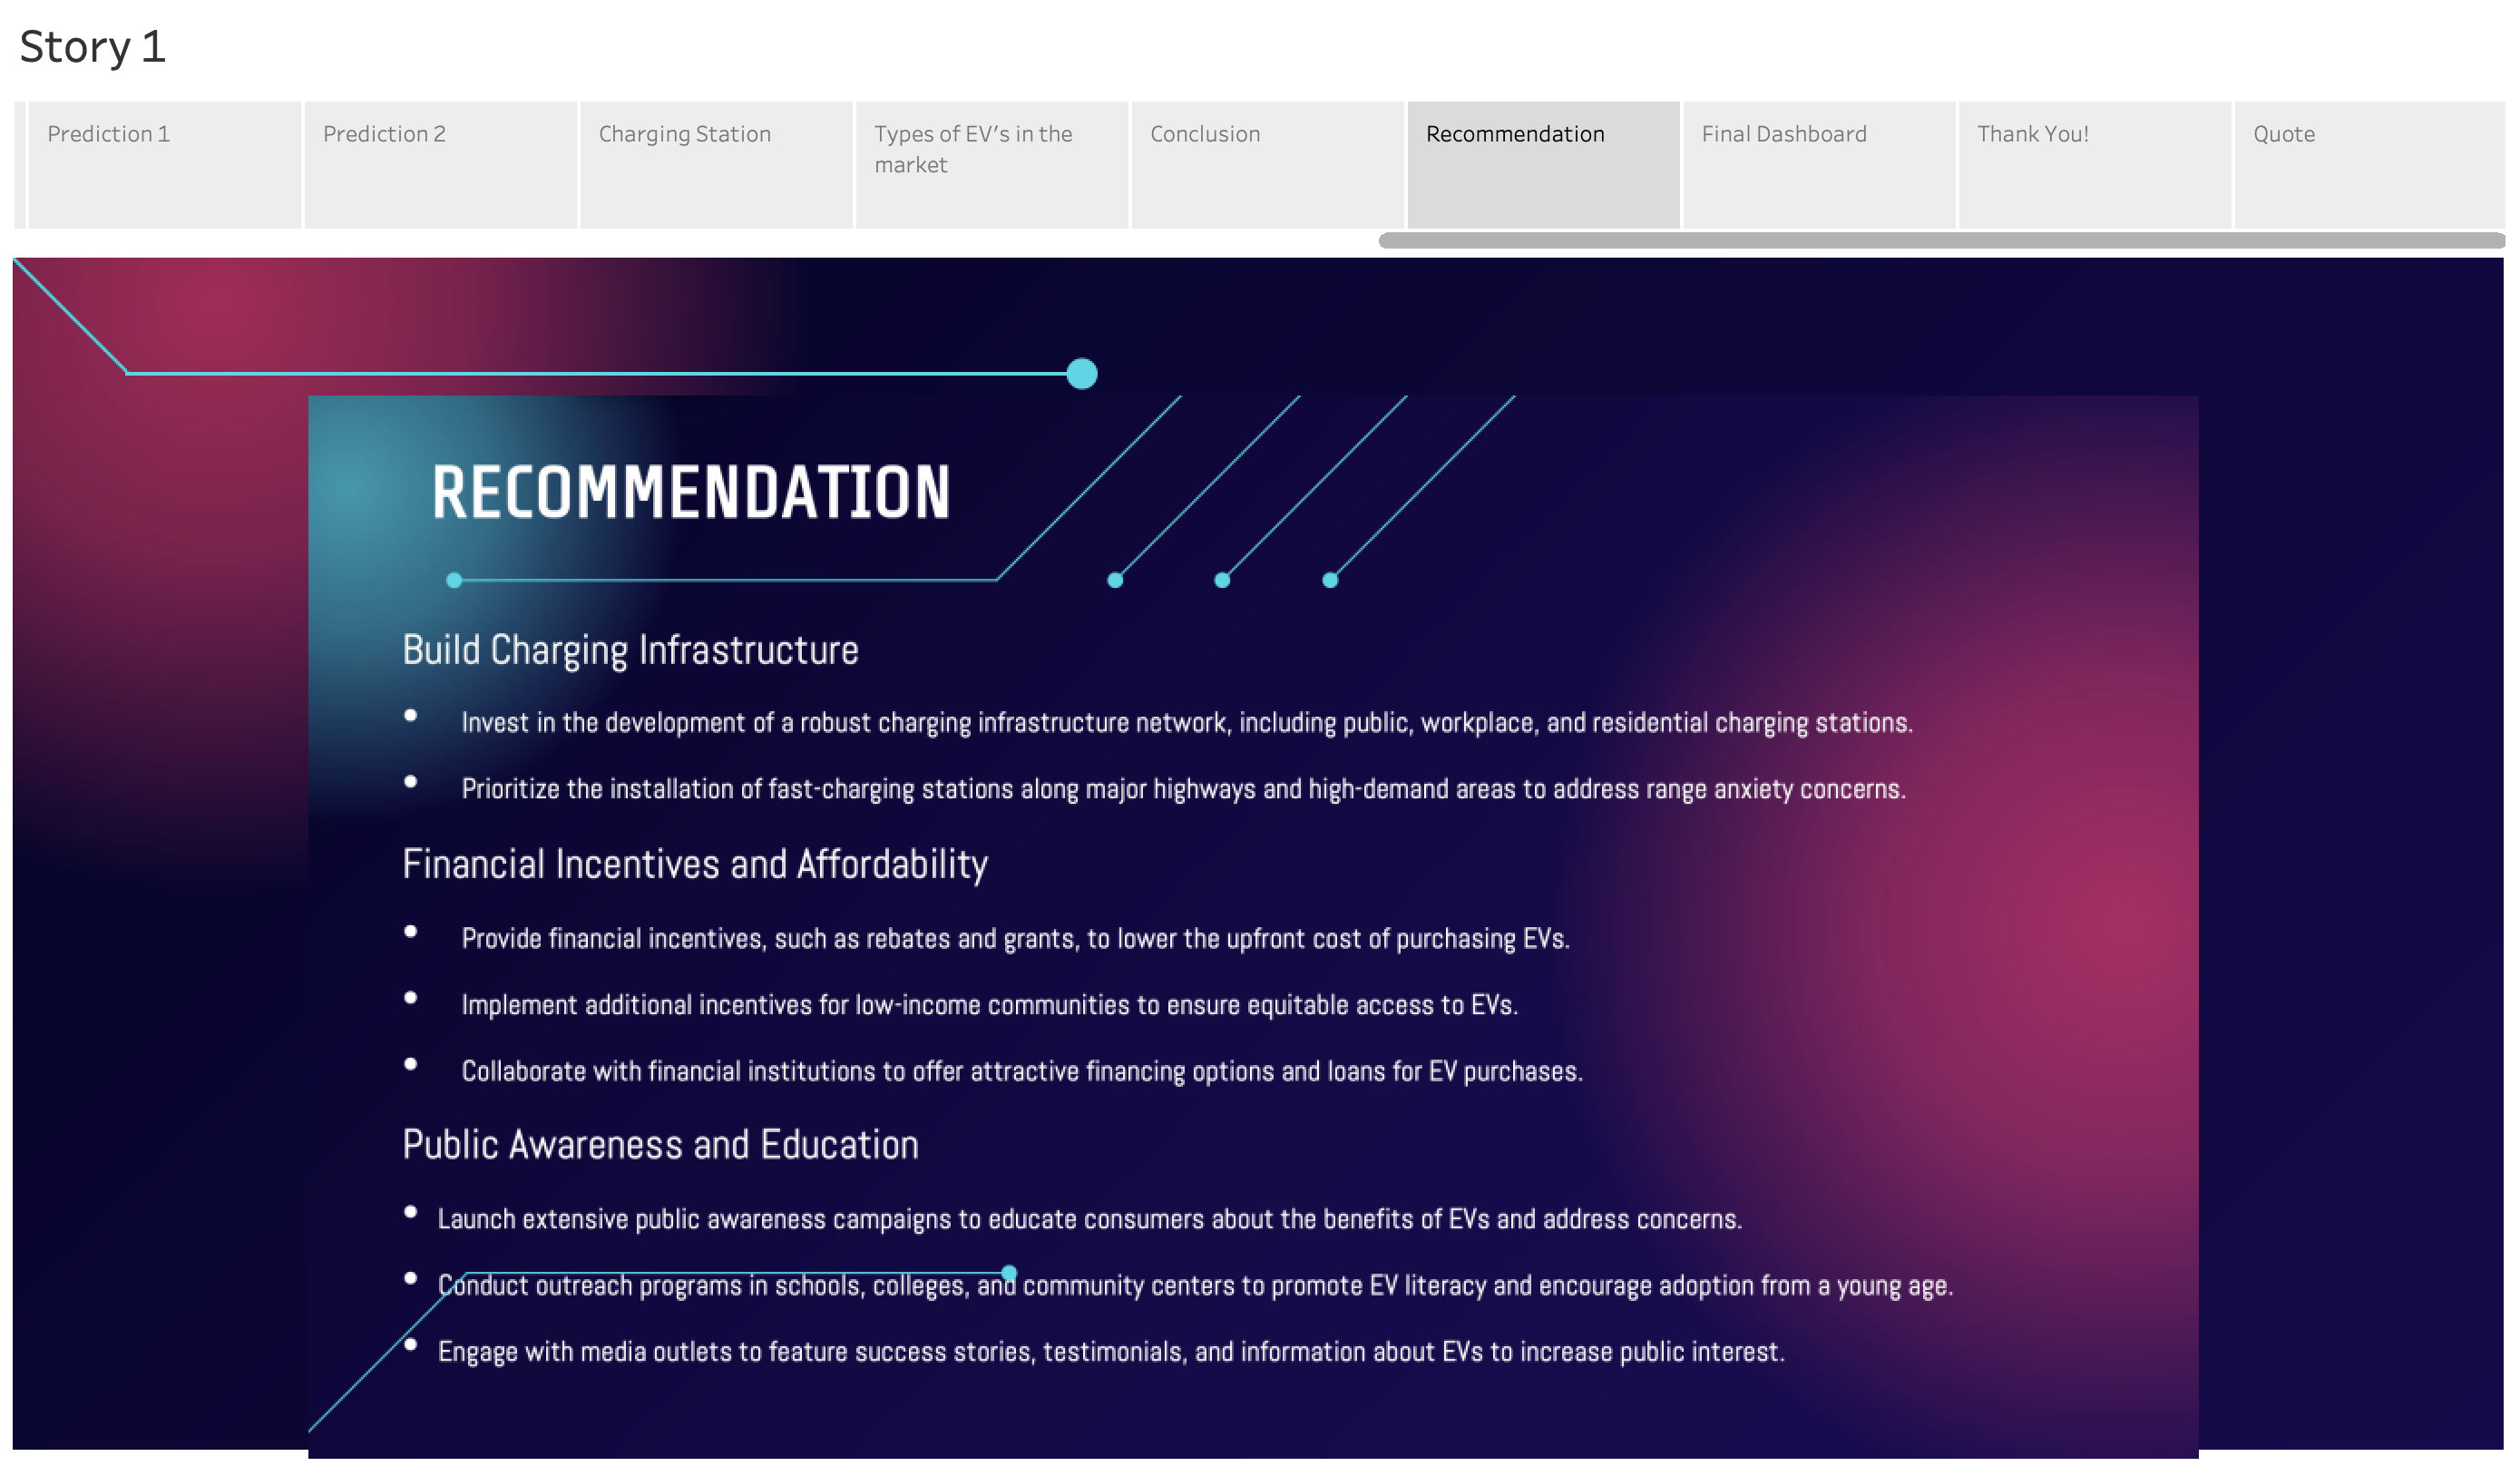 Story 1
Prediction 1
Prediction 2
Charging Station
Types of EV's in the
market
Conclusion
Recommendation
Final Dashboard
Thank You!
Quote
RECOMMENDATION
Build Charging Infrastructure
Invest in the development of a robust charging infrastructure network, including public, workplace, and residential charging stations.
Prioritize the installation of fast-charging stations along major highways and high-demand areas to address range anxiety concerns.
Financial Incentives and Affordability
Provide financial incentives, such as rebates and grants, to lower the upfront cost of purchasing EVs.
Implement additional incentives for low-income communities to ensure equitable access to EVs.
Collaborate with financial institutions to offer attractive financing options and loans for EV purchases.
Public Awareness and Education
Launch extensive public awareness campaigns to educate consumers about the benefits of EVs and address concerns.
Conduct outreach programs in schools, colleges, and community centers to promote EV literacy and encourage adoption from a young age.
Engage with media outlets to feature success stories, testimonials, and information about EVs to increase public interest.